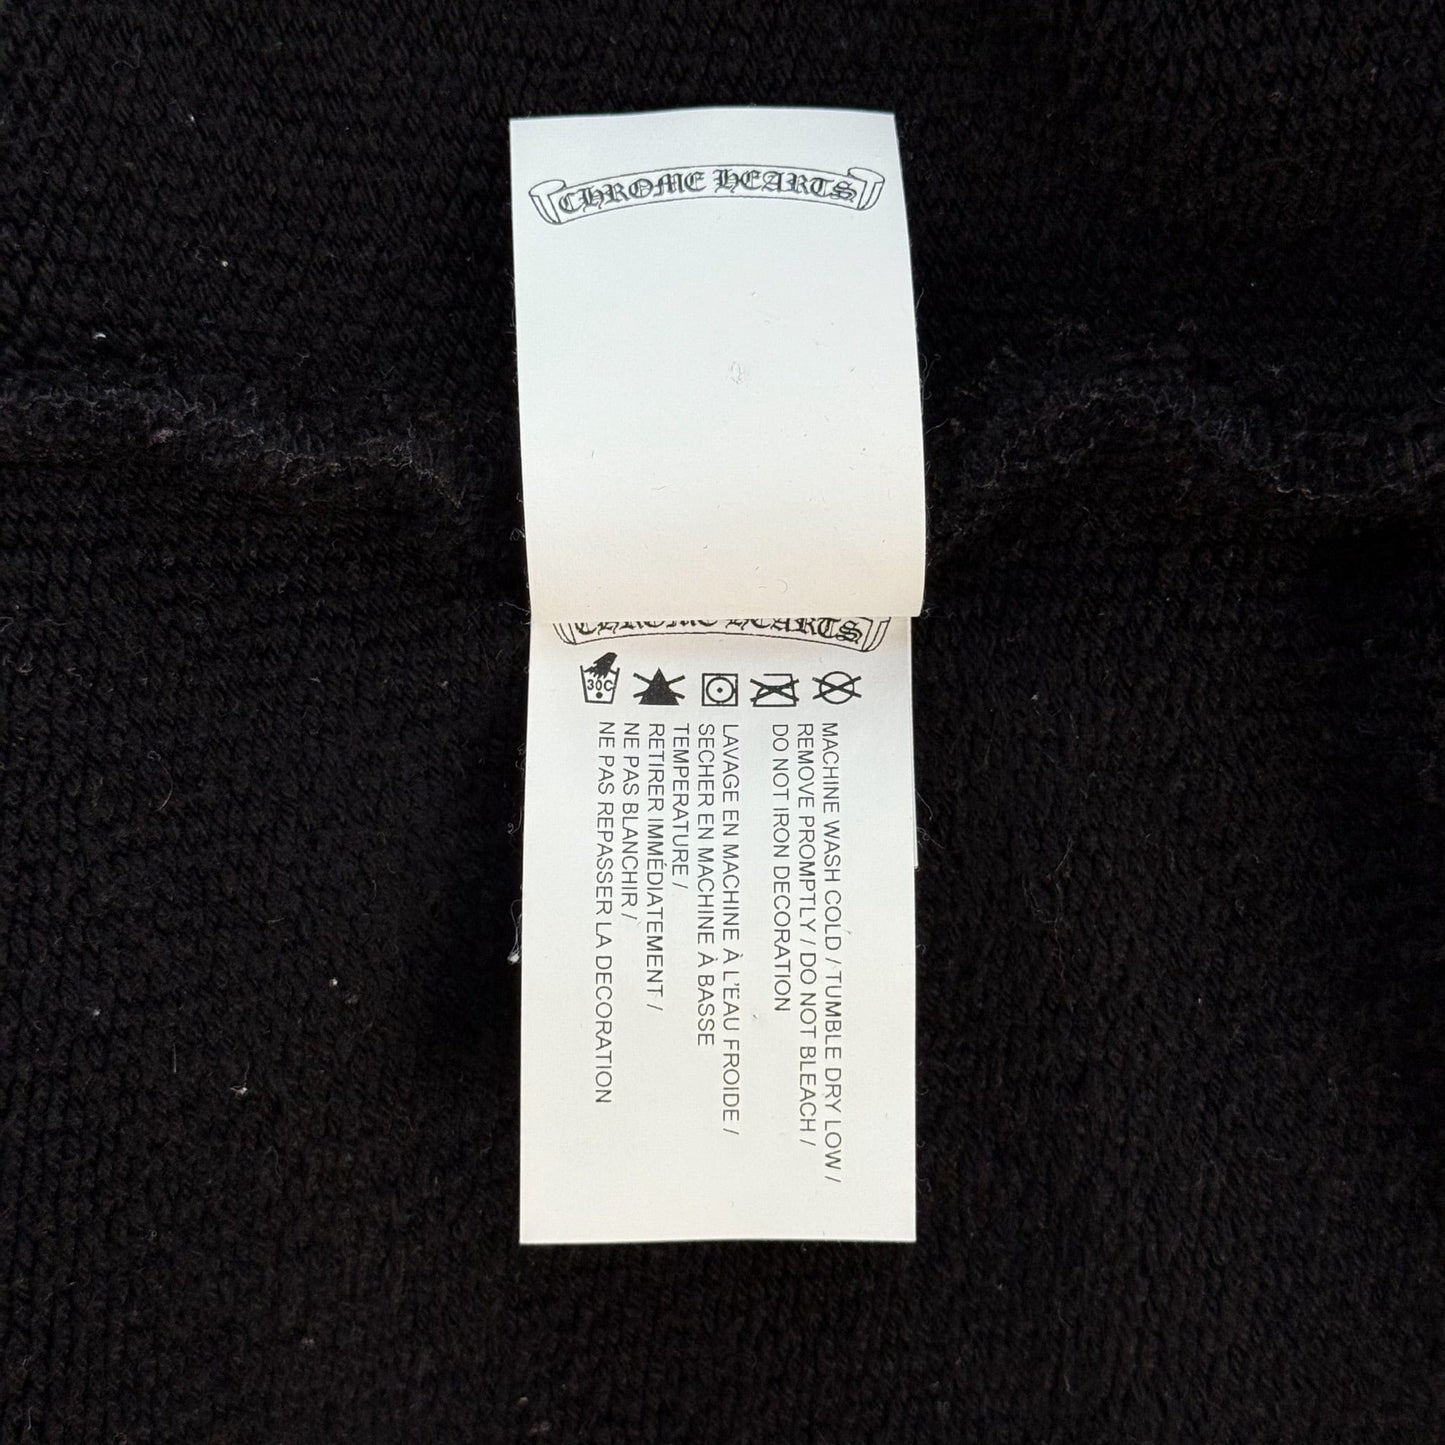 CHROME HEARTS
CHROME HEARTS
30C
MACHINE WASH COLD / TUMBLE DRY LOW /
REMOVE PROMPTLY / DO NOT BLEACH /
DO NOT IRON DECORATION
LAVAGE EN MACHINE À L'EAU FROIDE /
SECHER EN MACHINE À BASSE
TEMPERATURE /
RETIRER IMMÉDIATEMENT /
NE PAS BLANCHIR /
NE PAS REPASSER LA DECORATION